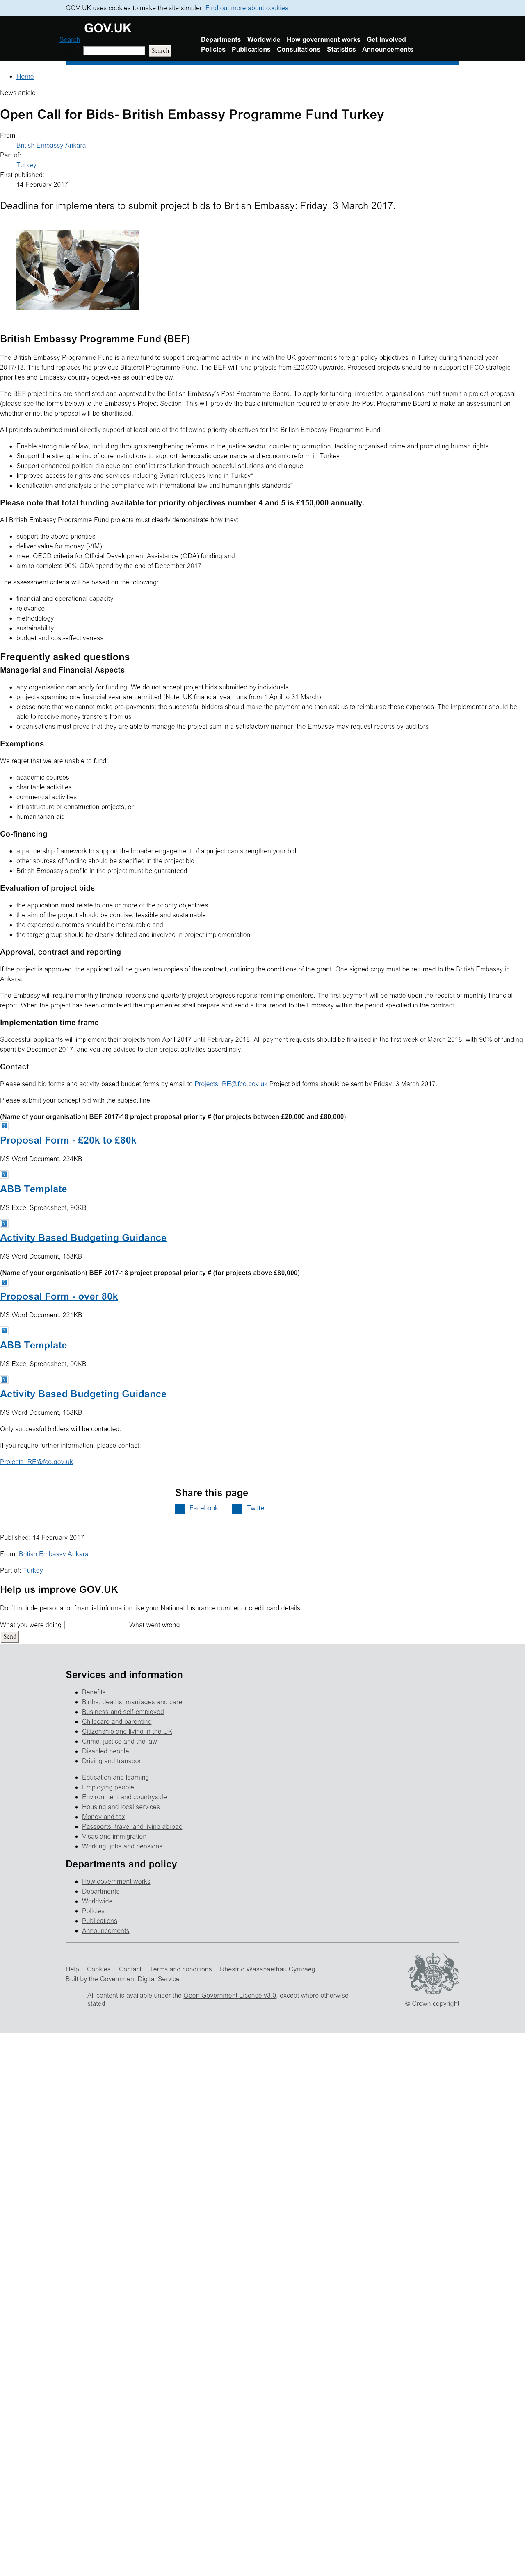 GOV.UK uses cookies to make the site simpler. Find out more about cookies
GOV.UK
Search
Search
Departments Worldwide How government works Get involved
Policies Publications Consultations Statistics Announcements
Home
News article
Open Call for Bids- British Embassy Programme Fund Turkey
From:
British Embassy Ankara
Part of:
Turkey
First published:
14 February 2017
Deadline for implementers to submit project bids to British Embassy: Friday, 3 March 2017.
British Embassy Programme Fund (BEF)
The British Embassy Programme Fund is a new fund to support programme activity in line with the UK government's foreign policy objectives in Turkey during financial year
2017/18. This fund replaces the previous Bilateral Programme Fund. The BEF will fund projects from £20,000 upwards. Proposed projects should be in support of FCO strategic
priorities and Embassy country objectives as outlined below.
The BEF project bids are shortlisted and approved by the British Embassy's Post Programme Board. To apply for funding, interested organisations must submit a project proposal
(please see the forms below) to the Embassy's Project Section. This will provide the basic information required to enable the Post Programme Board to make an assessment on
whether or not the proposal will be shortlisted.
All projects submitted must directly support at least one of the following priority objectives for the British Embassy Programme Fund:
Enable strong rule of law, including through strengthening reforms in the justice sector, countering corruption, tackling organised crime and promoting human rights
Support the strengthening of core institutions to support democratic governance and economic reform in Turkey
Support enhanced political dialogue and conflict resolution through peaceful solutions and dialogue
Improved access to rights and services including Syrian refugees living in Turkey*
Identification and analysis of the compliance with international law and human rights standards*
Please note that total funding available for priority objectives number 4 and 5 is £150,000 annually.
All British Embassy Programme Fund projects must clearly demonstrate how they:
support the above priorities
deliver value for money (VfM)
meet OECD criteria for Official Development Assistance (ODA) funding and
aim to complete 90% ODA spend by the end of December 2017
The assessment criteria will be based on the following:
financial and operational capacity
relevance
methodology
sustainability
budget and cost-effectiveness
Frequently asked questions
Managerial and Financial Aspects
any organisation can apply for funding. We do not accept project bids submitted by individuals
projects spanning one financial year are permitted (Note: UK financial year runs from 1 April to 31 March)
please note that we cannot make pre-payments; the successful bidders should make the payment and then ask us to reimburse these expenses. The implementer should be
able to receive money transfers from us
organisations must prove that they are able to manage the project sum in a satisfactory manner; the Embassy may request reports by auditors
Exemptions
We regret that we are unable to fund:
academic courses
charitable activities
commercial activities
infrastructure or construction projects, or
humanitarian aid
Co-financing
a partnership framework to support the broader engagement of a project can strengthen your bid
other sources of funding should be specified in the project bid
British Embassy's profile in the project must be guaranteed
Evaluation of project bids
the application must relate to one or more of the priority objectives
the aim of the project should be concise, feasible and sustainable
the expected outcomes should be measurable and
the target group should be clearly defined and involved in project implementation
Approval, contract and reporting
If the project is approved, the applicant will be given two copies of the contract, outlining the conditions of the grant. One signed copy must be returned to the British Embassy in
Ankara.
The Embassy will require monthly financial reports and quarterly project progress reports from implementers. The first payment will be made upon the receipt of monthly financial
report. When the project has been completed the implementer shall prepare and send a final report to the Embassy within the period specified in the contract.
Implementation time frame
Successful applicants will implement their projects from April 2017 until February 2018. All payment requests should be finalised in the first week of March 2018, with 90% of funding
spent by December 2017, and you are advised to plan project activities accordingly.
Contact
Please send bid forms and activity based budget forms by email to Projects_RE@fco.gov.uk Project bid forms should be sent by Friday, 3 March 2017.
Please submit your concept bid with the subject line
(Name of your organisation) BEF 2017-18 project proposal priority # (for projects between £20,000 and £80,000)
Proposal Form - £20k to £80k
MS Word Document, 224KB
ABB Template
MS Excel Spreadsheet, 90KB
Activity Based Budgeting Guidance
MS Word Document, 158KB
(Name of your organisation) BEF 2017-18 project proposal priority # (for projects above £80,000)
Proposal Form - over 80k
MS Word Document, 221KB
ABB Template
MS Excel Spreadsheet, 90KB
Activity Based Budgeting Guidance
MS Word Document, 158KB
Only successful bidders will be contacted.
If you require further information, please contact:
Projects_RE@fco.gov.uk
Share this page
Facebook Twitter
Published: 14 February 2017
From: British Embassy Ankara
Part of: Turkey
Help us improve GOV.UK
Don't include personal or financial information like your National Insurance number or credit card details.
What you were doing What went wrong
Send
Services and information
Benefits
Births, deaths, marriages and care
Business and self-employed
Childcare and parenting
Citizenship and living in the UK
Crime, justice and the law
Disabled people
Driving and transport
Education and learning
Employing people
Environment and countryside
Housing and local services
Money and tax
Passports, travel and living abroad
Visas and immigration
Working, jobs and pensions
Departments and policy
How government works
Departments
Worldwide
Policies
Publications
Announcements
Help Cookies Contact Terms and conditions Rhestr o Wasanaethau Cymraeg
Built by the Government Digital Service
All content is available under the Open Government Licence v3.0, except where otherwise
stated
© Crown copyright